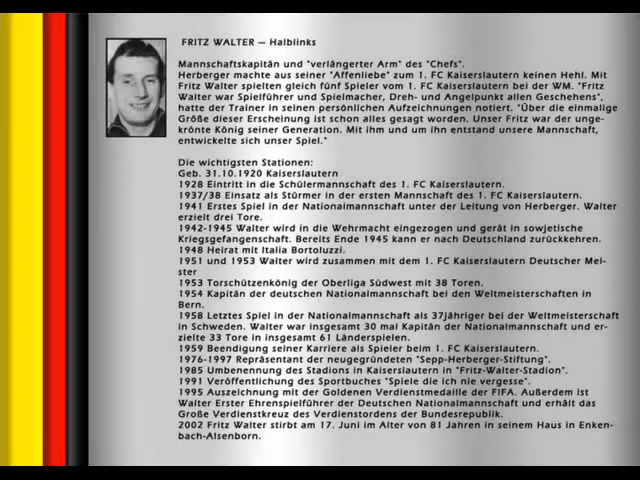 FRITZ WALTER — Halblinks
Mannschaftskapitän und "verlängerter Arm" des "Chefs".
Herberger machte aus seiner "Affenliebe" zum 1. FC Kaiserslautern keinen Hehl. Mit
Fritz Walter spielten gleich fünf Spieler vom 1. FC Kaiserslautern bei der WM. "Fritz
Walter war Spielführer und Spielmacher, Dreh- und Angelpunkt allen Geschehens",
hatte der Trainer in seinen persönlichen Aufzeichnungen notiert. "Über die einmalige
Größe dieser Erscheinung ist schon alles gesagt worden. Unser Fritz war der unge-
krönte König seiner Generation. Mit ihm und um ihn entstand unsere Mannschaft,
entwickelte sich unser Spiel."
Die wichtigsten Stationen:
Geb. 31.10.1920 Kaiserslautern
1928 Eintritt in die Schülermannschaft des 1. FC Kaiserslautern.
1937/38 Einsatz als Stürmer in der ersten Mannschaft des 1. FC Kaiserslautern.
1941 Erstes Spiel in der Nationalmannschaft unter der Leitung von Herberger. Walter
erzielt drei Tore.
1942-1945 Walter wird in die Wehrmacht eingezogen und gerät in sowjetische
Kriegsgefangenschaft. Bereits Ende 1945 kann er nach Deutschland zurückkehren.
1948 Heirat mit Italia Bortoluzzi.
1951 und 1953 Walter wird zusammen mit dem 1. FC Kaiserslautern Deutscher Mei-
ster
1953 Torschützenkönig der Oberliga Südwest mit 38 Toren.
1954 Kapitän der deutschen Nationalmannschaft bei den Weltmeisterschaften in
Bern.
1958 Letztes Spiel in der Nationalmannschaft als 37jähriger bei der Weltmeisterschaft
in Schweden. Walter war insgesamt 30 mal Kapitän der Nationalmannschaft und er-
zielte 33 Tore in insgesamt 61 Länderspielen.
1959 Beendigung seiner Karriere als Spieler beim 1. FC Kaiserslautern.
1976-1997 Repräsentant der neugegründeten "Sepp-Herberger-Stiftung".
1985 Umbenennung des Stadions in Kaiserslautern in "Fritz-Walter-Stadion".
1991 Veröffentlichung des Sportbuches "Spiele die ich nie vergesse".
1995 Auszeichnung mit der Goldenen Verdienstmedaille der FIFA. Außerdem ist
Walter Erster Ehrenspielführer der Deutschen Nationalmannschaft und erhält das
Große Verdienstkreuz des Verdienstordens der Bundesrepublik.
2002 Fritz Walter stirbt am 17. Juni im Alter von 81 Jahren in seinem Haus in Enken-
bach-Alsenborn.